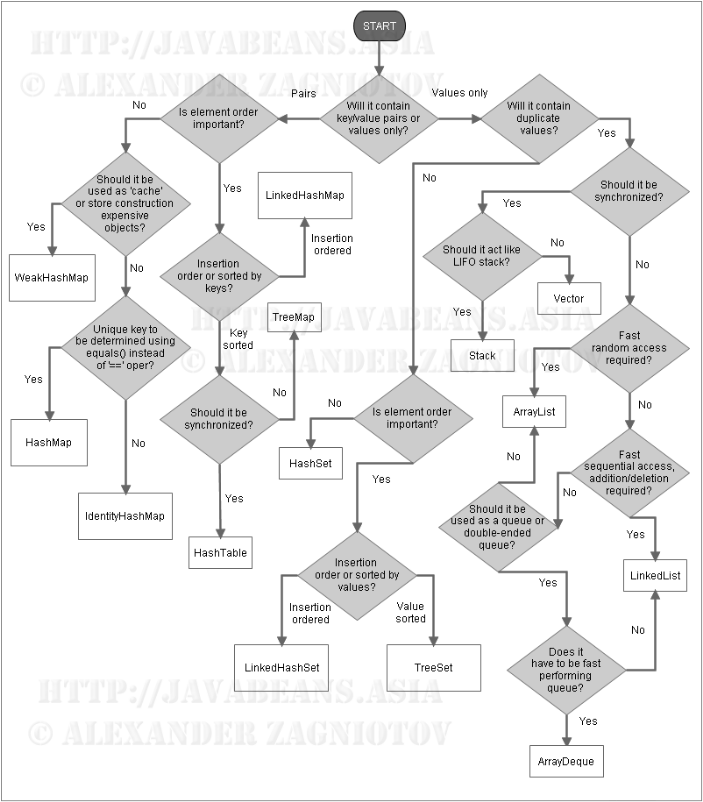 HTTP://JAVABEANS.ASIA
© ALEXANDER ZAGNIOTOV
START
Pairs
Values only
No
Is element order
important?
Will it contain
key/value pairs or
values only?
Will it contain
duplicate
values?
Yes
Should it be
used as 'cache'
or store construction
expensive
objects?
Yes
No
LinkedHashMap
Yes
Should it be
synchronized?
Yes
Insertion
ordered
Should it act like
LIFO stack?
No
WeakHashMap
No
Insertion
order or sorted by
keys?
No
Yes
Vector
HTTP://JAVABEANS.ASIA
© ALEXANDER ZAGNIOTOV
Unique key to
be determined using
equals() instead
of '==' oper?
Key
sorted
TreeMap
Stack
Fast
random access
required?
Yes
No
Yes
ArrayList
No
HashMap
No
Should it be
synchronized?
No
Is element order
important?
HashSet
No
Fast
sequential access,
addition/deletion
required?
Yes
Yes
No
IdentityHashMap
Should it be
used as a queue or
double-ended
queue?
Yes
HashTable
LinkedList
Insertion
order or sorted by
values?
Yes
Insertion
ordered
Value
sorted
No
LinkedHashSet
TreeSet
Does it
have to be fast
performing
queue?
HTTP://JAVABEANS.ASIA
© ALEXANDER ZAGNIOTOV
Yes
ArrayDeque